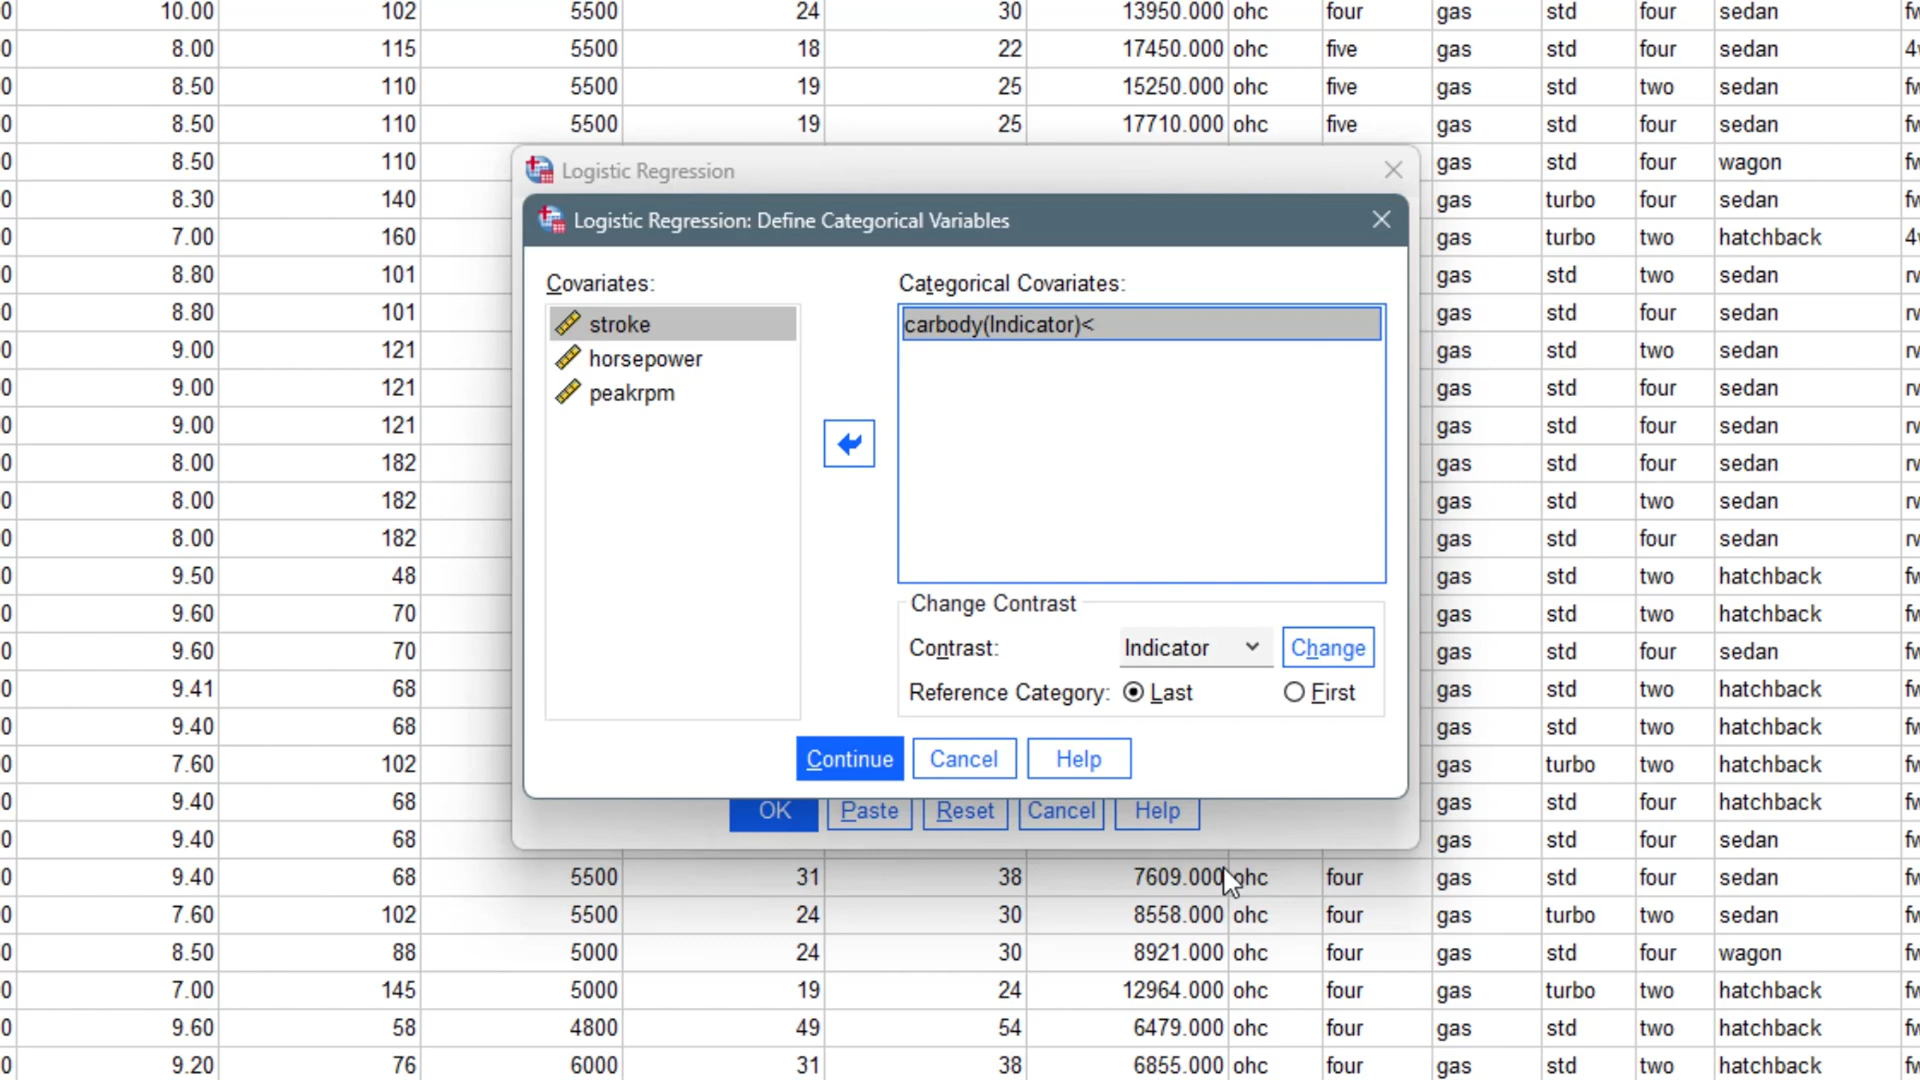 0 10.00 102 5500 24 30 13950.000 ohc four gas std four sedan
0 8.00 115 5500 18 22 17450.000 ohc five gas std four sedan
0 8.50 110 5500 19 25 15250.000 ohc five gas std two sedan
0 8.50 110 5500 19 25 17710.000 ohc five gas std four sedan
0 8.50 110 gas std four wagon
0 8.30 140 gas turbo four sedan
0 7.00 160 gas turbo two hatchback
0 8.80 101 gas std two sedan
0 8.80 101 gas std four sedan
0 9.00 121 gas std two sedan
0 9.00 121 gas std four sedan
0 9.00 121 gas std four sedan
0 8.00 182 gas std four sedan
0 8.00 182 gas std two sedan
0 8.00 182 gas std four sedan
0 9.50 48 gas std two hatchback
0 9.60 70 gas std two hatchback
0 9.60 70 gas std four sedan
0 9.41 68 gas std two hatchback
0 9.40 68 gas std two hatchback
0 7.60 102 gas turbo two hatchback
0 9.40 68 gas std four hatchback
0 9.40 68 gas std four sedan
0 9.40 68 5500 31 38 7609.000 ohc four gas std four sedan
0 7.60 102 5500 24 30 8558.000 ohc four gas turbo two sedan
0 8.50 88 5000 24 30 8921.000 ohc four gas std four wagon
0 7.00 145 5000 19 24 12964.000 ohc four gas turbo two hatchback
0 9.60 58 4800 49 54 6479.000 ohc four gas std two hatchback
0 9.20 76 6000 31 38 6855.000 ohc four gas std two hatchback
Logistic Regression
Logistic Regression: Define Categorical Variables
Covariates:
stroke
horsepower
peakrpm
Categorical Covariates:
carbody(Indicator)<
Change Contrast
Contrast: Indicator Change
Reference Category: Last First
Continue Cancel Help
OK Paste Reset Cancel Help